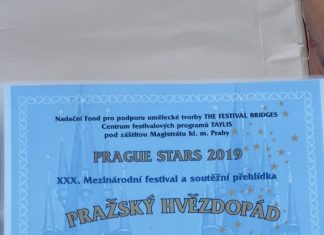 Nadační Fond pro podporu umělecké tvorby THE FESTIVAL BRIDGES
Centrum festivalových programů TAYLIS
pod záštitou Magistrátu hl. m. Prahy
PRAGUE STARS 2019
XXX. Mezinárodní festival a soutěžní přehlídka
PRAŽSKÝ HVĚZDOPÁD